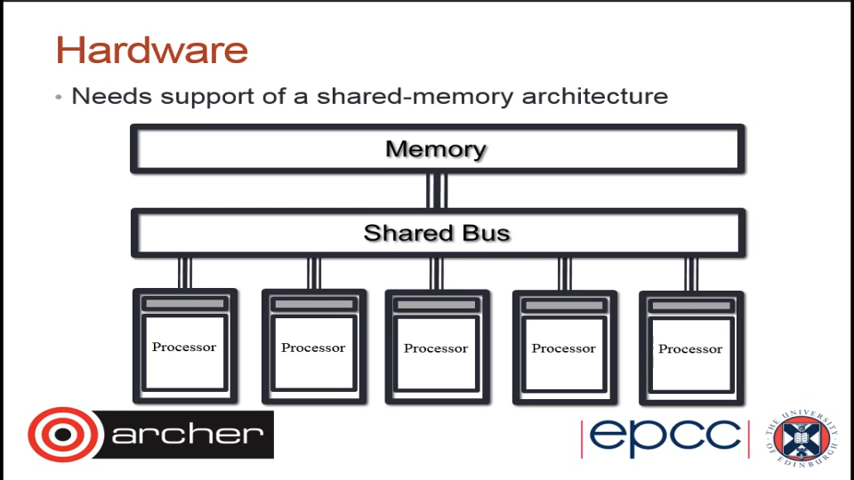 Hardware
• Needs support of a shared-memory architecture
Memory
Shared Bus
Processor Processor Processor Processor Processor
archer
epcc
THE UNIVERSITY OF EDINBURGH